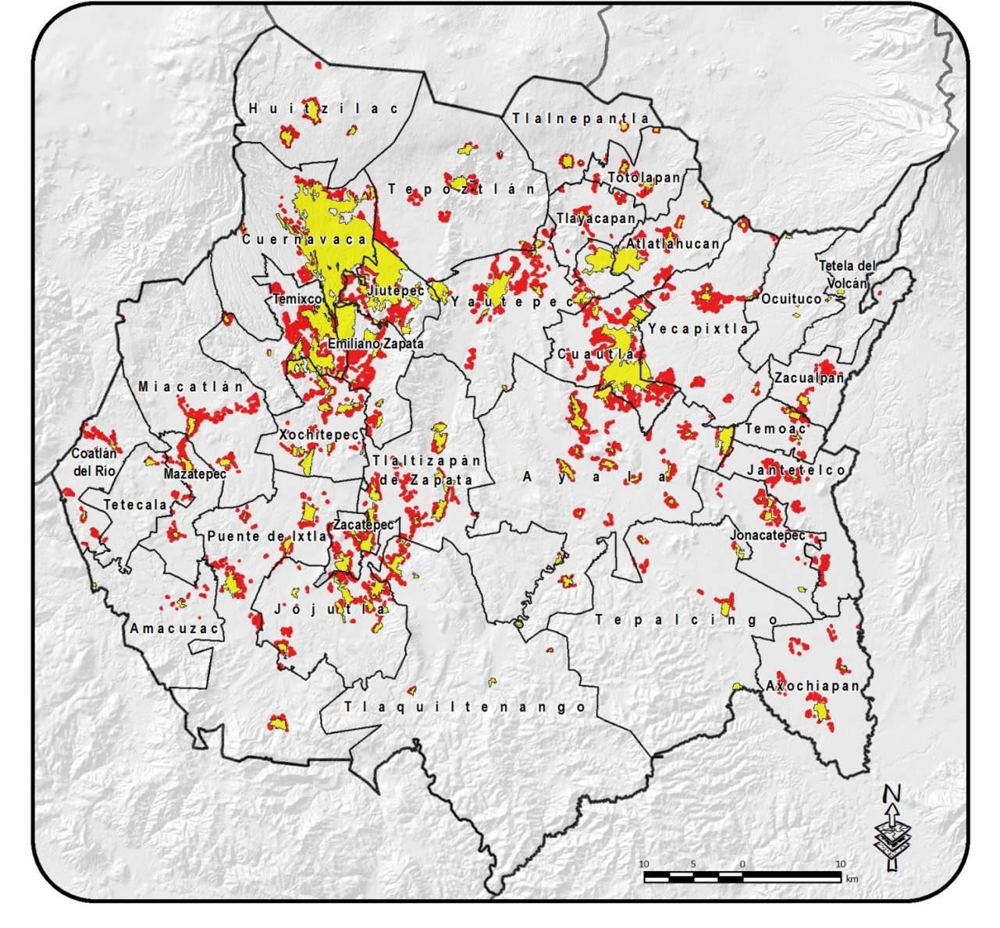 Huitzilac
Tlalnepantla
Totolapan
Tepoztlán
Tlayacapan
Cuernavaca
Atlatlahucan
Tetela del
Volcán
Temixco
Jiutepec
Yautepec
Ocuituco
Yecapixtla
Emiliano Zapata
Cuautla
Zacualpan
Miacatlán
Temoac
Xochitepec
Coatlán
del Río
Tlaltizapán
de Zapata
Mazatepec
Ayala
Jantetelco
Tetecala
Zacatepec
Puente de Ixtla
Jonacatepec
Jojutla
Tepalcingo
Amacuzac
Axochiapan
Tlaquiltenango
N
10 5 0 10
km